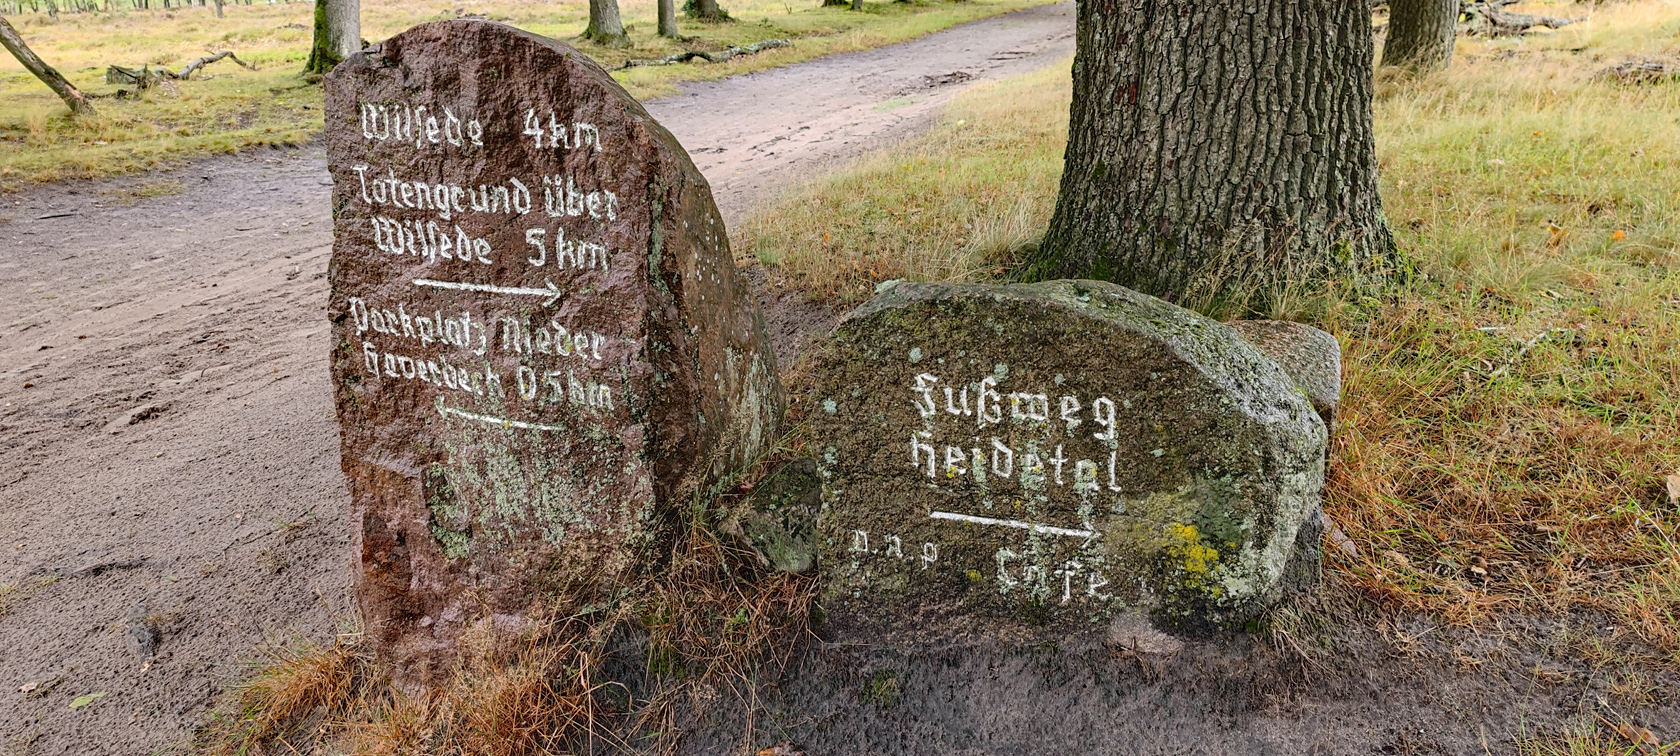 Wilsede 4km
Totengrund über
Wilsede 5km
Parkplatz Nieder
haverbeck 0,5km
Fußweg
Heidetal
n.n.p Cafe